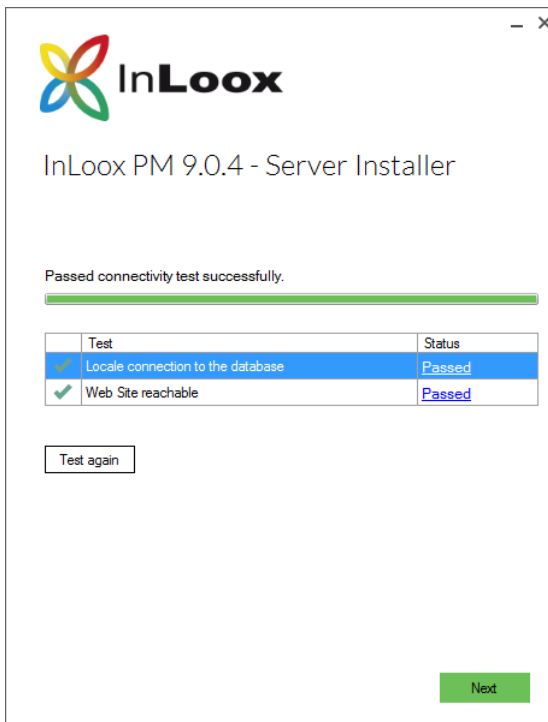 InLoox
InLoox PM 9.0.4 - Server Installer
Passed connectivity test successfully.
Test Status
Locale connection to the database Passed
Web Site reachable Passed
Test again
Next